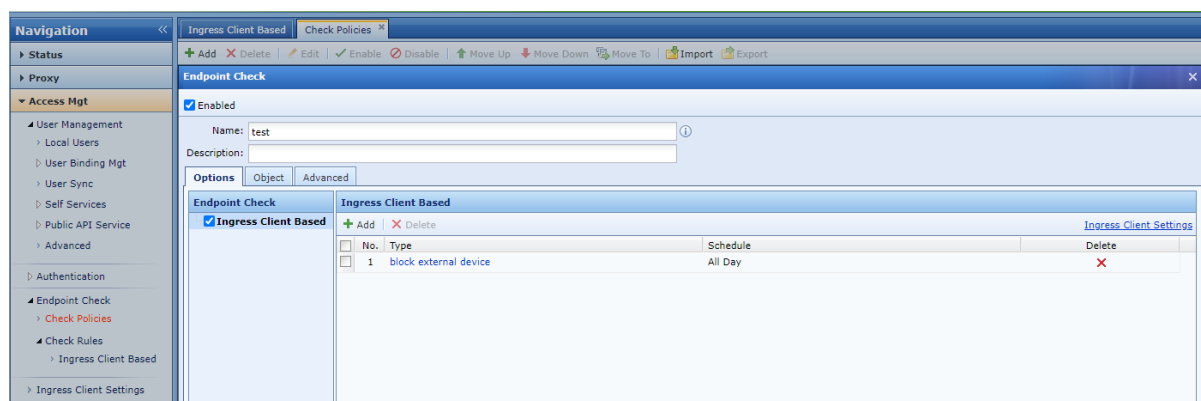 Navigation
Status
Proxy
Access Mgt
User Management
Local Users
User Binding Mgt
User Sync
Self Services
Public API Service
Advanced
Authentication
Endpoint Check
Check Policies
Check Rules
Ingress Client Based
Ingress Client Settings
Ingress Client Based Check Policies
Add Delete Edit Enable Disable Move Up Move Down Move To Import Export
Endpoint Check
Enabled
Name: test
Description:
Options Object Advanced
Endpoint Check
Ingress Client Based
Ingress Client Based
Add Delete Ingress Client Settings
No. Type Schedule Delete
1 block external device All Day